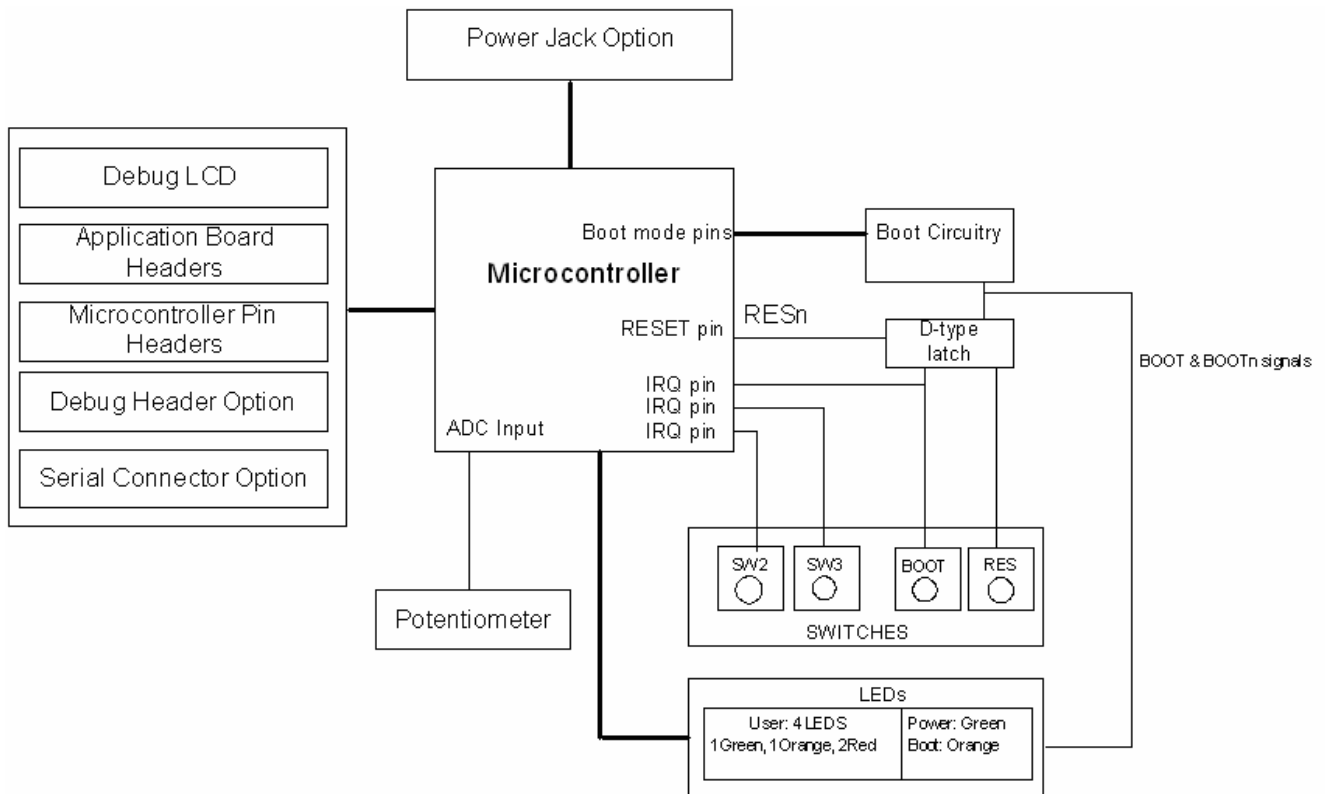 Power Jack Option
Debug LCD
Application Board
Headers
Microcontroller Pin
Headers
Debug Header Option
Serial Connector Option
Boot mode pins
Microcontroller
RESET pin
IRQ pin
IRQ pin
IRQ pin
ADC Input
RESn
Boot Circuitry
D-type
latch
BOOT & BOOTn signals
Potentiometer
SW2
SW3
BOOT
RES
SWITCHES
LEDs
User: 4 LEDS
1Green, 1Orange, 2Red
Power: Green
Boot: Orange